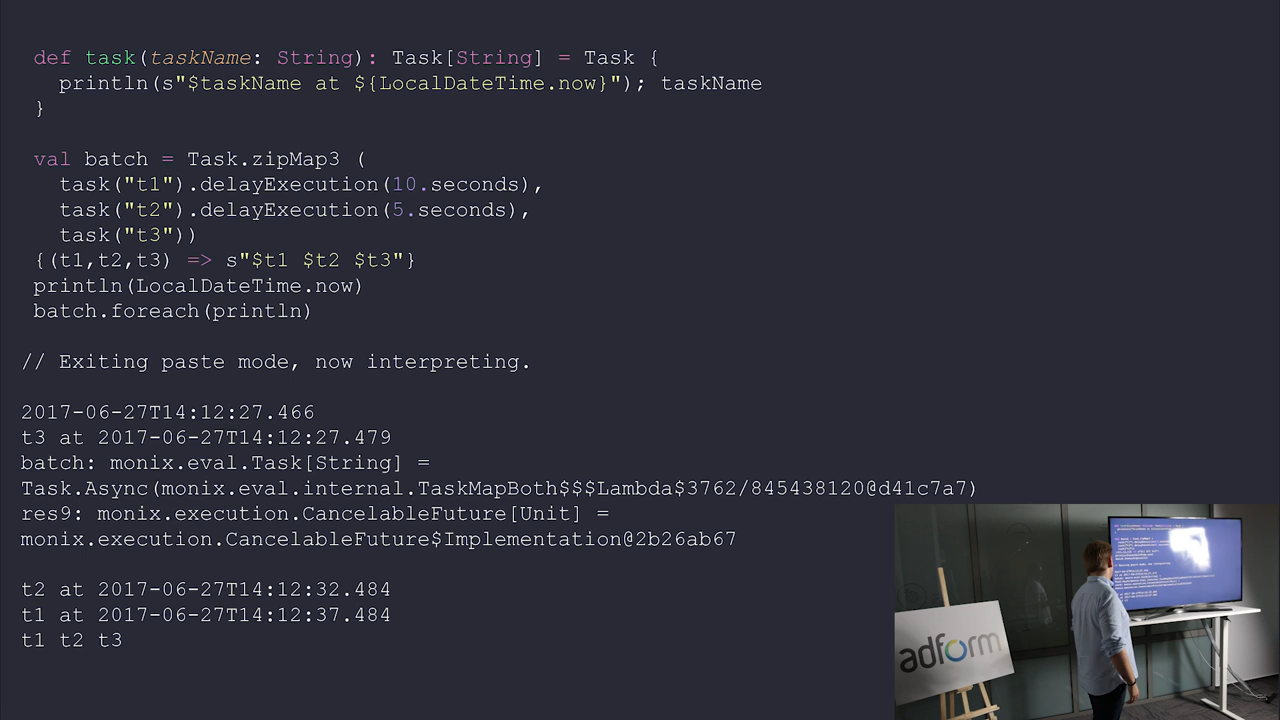 def task(taskName: String): Task[String] = Task {
println(s"$taskName at ${LocalDateTime.now}"); taskName
}
val batch = Task.zipMap3 (
task("t1").delayExecution(10.seconds),
task("t2").delayExecution(5.seconds),
task("t3"))
{(t1,t2,t3) => s"$t1 $t2 $t3"}
println(LocalDateTime.now)
batch.foreach(println)
// Exiting paste mode, now interpreting.
2017-06-27T14:12:27.466
t3 at 2017-06-27T14:12:27.479
batch: monix.eval.Task[String] =
Task.Async(monix.eval.internal.TaskMapBoth$$$Lambda$3762/845438120@d41c7a7)
res9: monix.execution.CancelableFuture[Unit] =
monix.execution.CancelableFuture$Implementation@2b26ab67
t2 at 2017-06-27T14:12:32.484
t1 at 2017-06-27T14:12:37.484
t1 t2 t3
adform